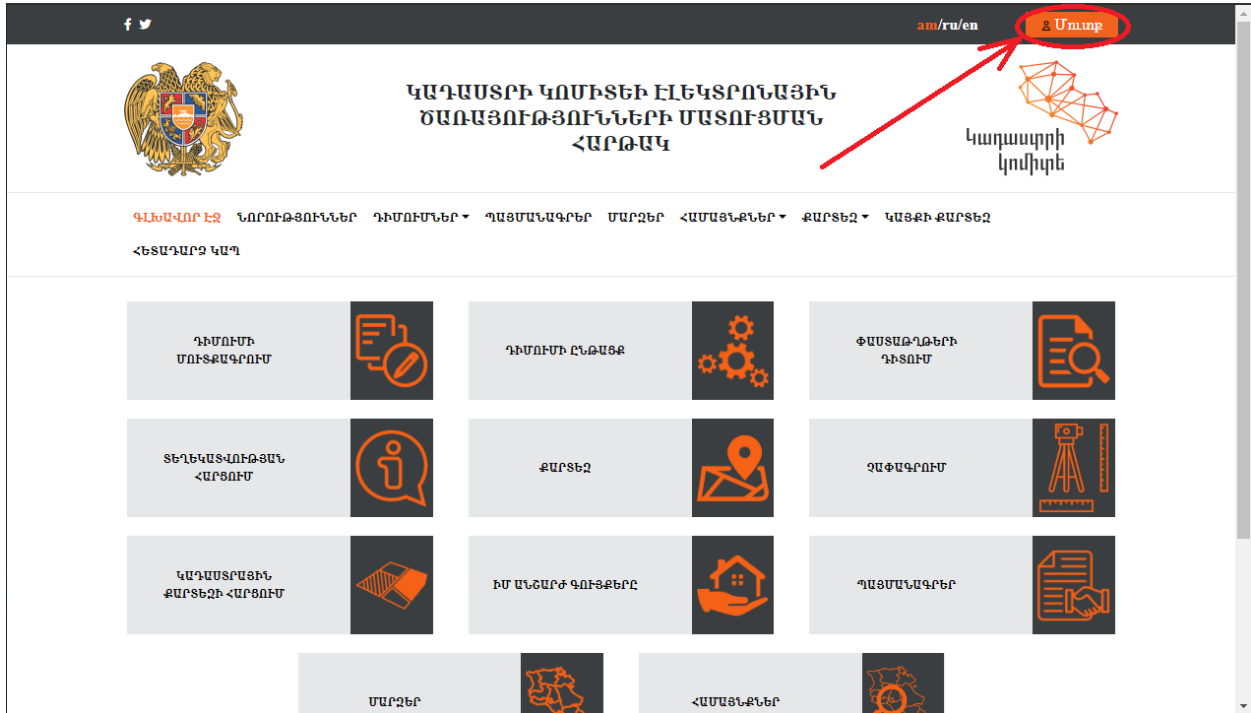 am/ru/en
Մուտք
ԿԱԴԱՍՏՐԻ ԿՈՄԻՏԵԻ ԷԼԵԿՏՐՈՆԱՅԻՆ
ԾԱՌԱՅՈՒԹՅՈՒՆՆԵՐԻ ՄԱՏՈՒՑՄԱՆ
ՀԱՐԹԱԿ
Կադաստրի
կոմիտե
ԳԼԽԱՎՈՐ ԷՋ ՆՈՐՈՒԹՅՈՒՆՆԵՐ ԴԻՄՈՒՄՆԵՐ ՊԱՅՄԱՆԱԳՐԵՐ ՄԱՐԶԵՐ ՀԱՄԱՅՆՔՆԵՐ ՔԱՐՏԵԶ ԿԱՅՔԻ ՔԱՐՏԵԶ
ՀԵՏԱԴԱՐՁ ԿԱՊ
ԴԻՄՈՒՄԻ
ՄՈՒՏՔԱԳՐՈՒՄ
ԴԻՄՈՒՄԻ ԸՆԹԱՑՔ
ՓԱՍՏԱԹՂԹԵՐԻ
ԴԻՏՈՒՄ
ՏԵՂԵԿԱՏՎՈՒԹՅԱՆ
ՀԱՐՑՈՒՄ
ՔԱՐՏԵԶ
ՉԱՓԱԳՐՈՒՄ
ԿԱԴԱՍՏՐԱՅԻՆ
ՔԱՐՏԵԶԻ ՀԱՐՑՈՒՄ
ԻՄ ԱՆՇԱՐԺ ԳՈՒՅՔԵՐԸ
ՊԱՅՄԱՆԱԳՐԵՐ
ՄԱՐԶԵՐ
ՀԱՄԱՅՆՔՆԵՐ